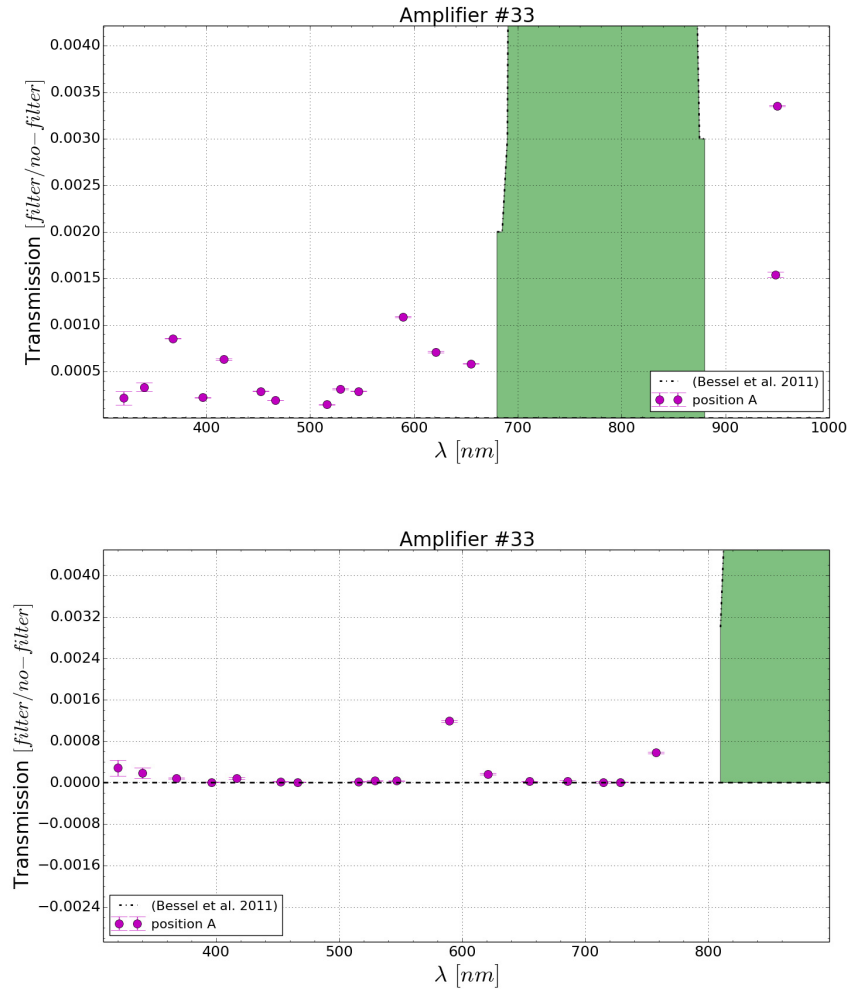 Amplifier #33
0.0040
0.0035
0.0030
0.0025
0.0020
0.0015
0.0010
0.0005
Transmission [filter/no−filter]
400 500 600 700 800 900 1000
λ [nm]
(Bessel et al. 2011)
position A
Amplifier #33
0.0040
0.0032
0.0024
0.0016
0.0008
0.0000
−0.0008
−0.0016
−0.0024
Transmission [filter/no−filter]
400 500 600 700 800
λ [nm]
(Bessel et al. 2011)
position A